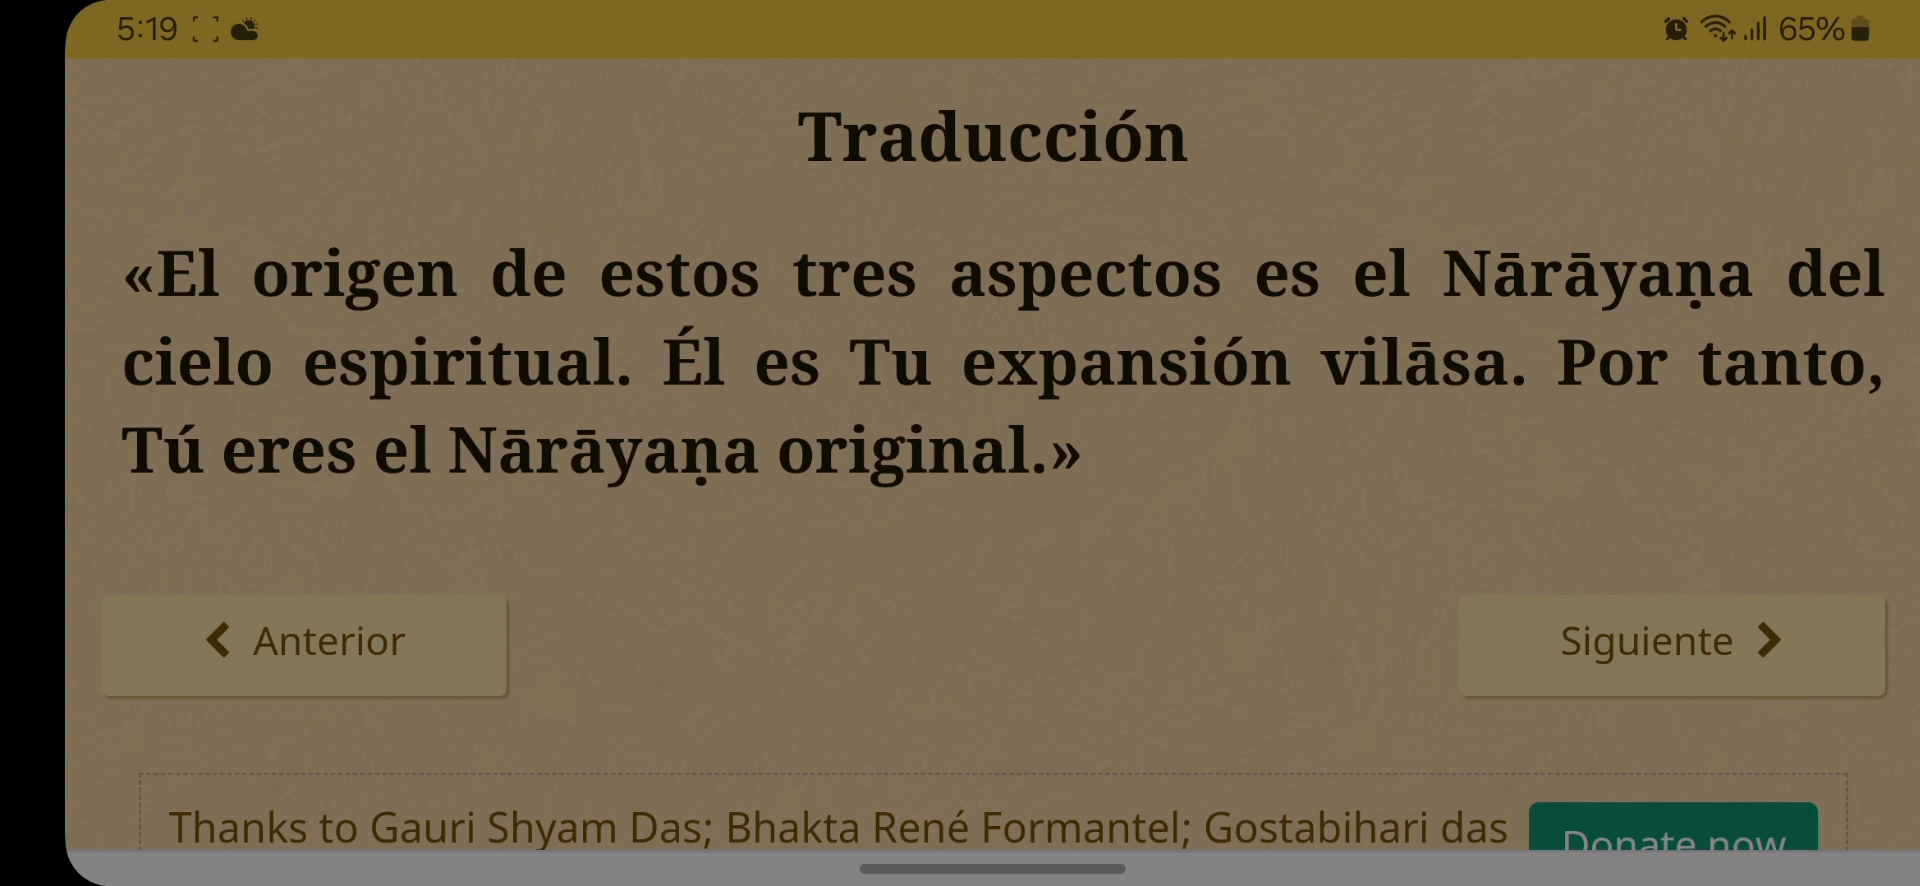 5:19 65%
Traducción
«El origen de estos tres aspectos es el Nārāyaṇa del
cielo espiritual. Él es Tu expansión vilāsa. Por tanto,
Tú eres el Nārāyaṇa original.»
Anterior
Siguiente
Thanks to Gauri Shyam Das; Bhakta René Formantel; Gostabihari das
Donate now